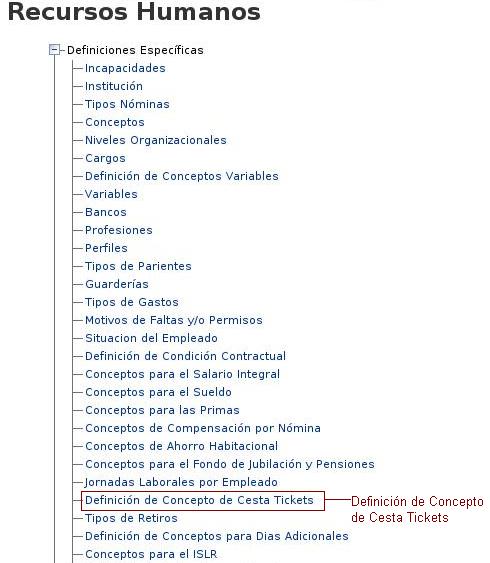 Recursos Humanos
Definiciones Específicas
Incapacidades
Institución
Tipos Nóminas
Conceptos
Niveles Organizacionales
Cargos
Definición de Conceptos Variables
Variables
Bancos
Profesiones
Perfiles
Tipos de Parientes
Guarderías
Tipos de Gastos
Motivos de Faltas y/o Permisos
Situacion del Empleado
Definición de Condición Contractual
Conceptos para el Salario Integral
Conceptos para el Sueldo
Conceptos para las Primas
Conceptos de Compensación por Nómina
Conceptos de Ahorro Habitacional
Conceptos para el Fondo de Jubilación y Pensiones
Jornadas Laborales por Empleado
Definición de Concepto de Cesta Tickets
Definición de Concepto
de Cesta Tickets
Tipos de Retiros
Definición de Conceptos para Dias Adicionales
Conceptos para el ISLR